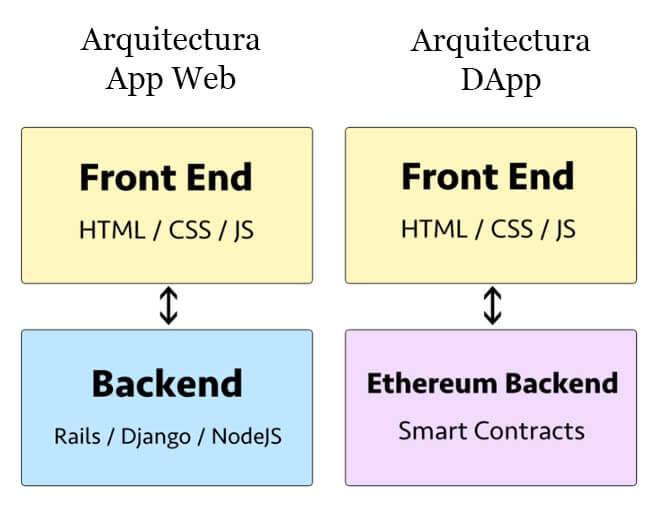 Arquitectura
App Web
Front End
HTML / CSS / JS
Backend
Rails / Django / NodeJS
Arquitectura
DApp
Front End
HTML / CSS / JS
Ethereum Backend
Smart Contracts